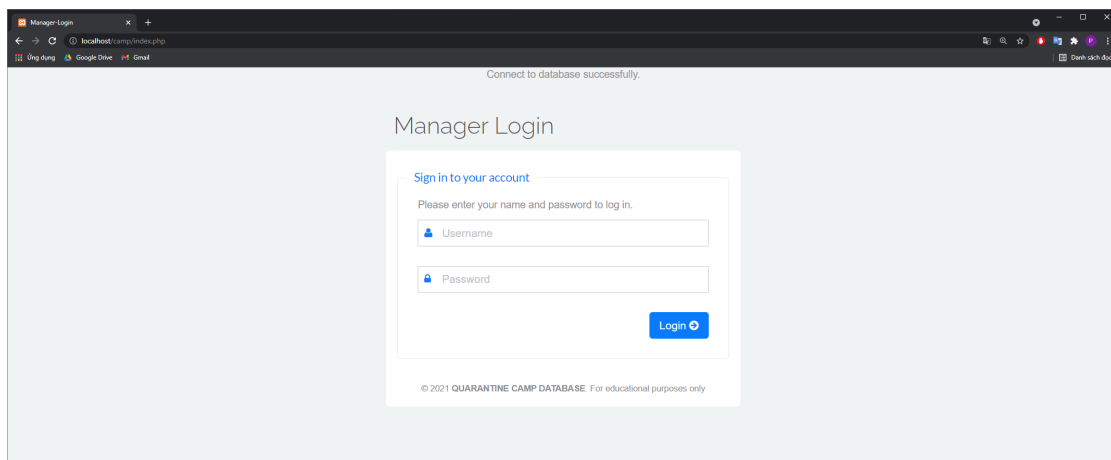 Manager-Login
localhost/camp/index.php
Ứng dụng Google Drive Gmail Danh sách đọc
Connect to database successfully.
Manager Login
Sign in to your account
Please enter your name and password to log in.
Username
Password
Login
© 2021 QUARANTINE CAMP DATABASE. For educational purposes only